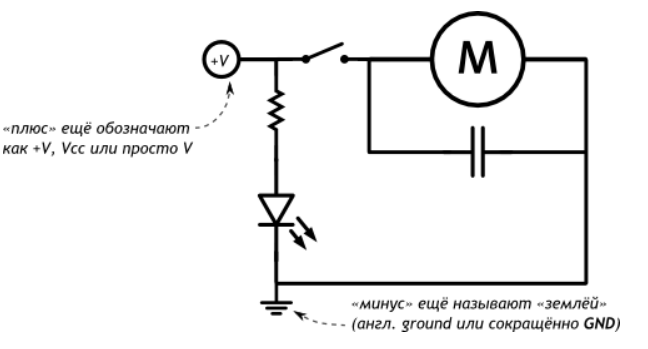 +V
M
«плюс» ещё обозначают
как +V, Vcc или просто V
«минус» ещё называют «землёй»
(англ. ground или сокращённо GND)